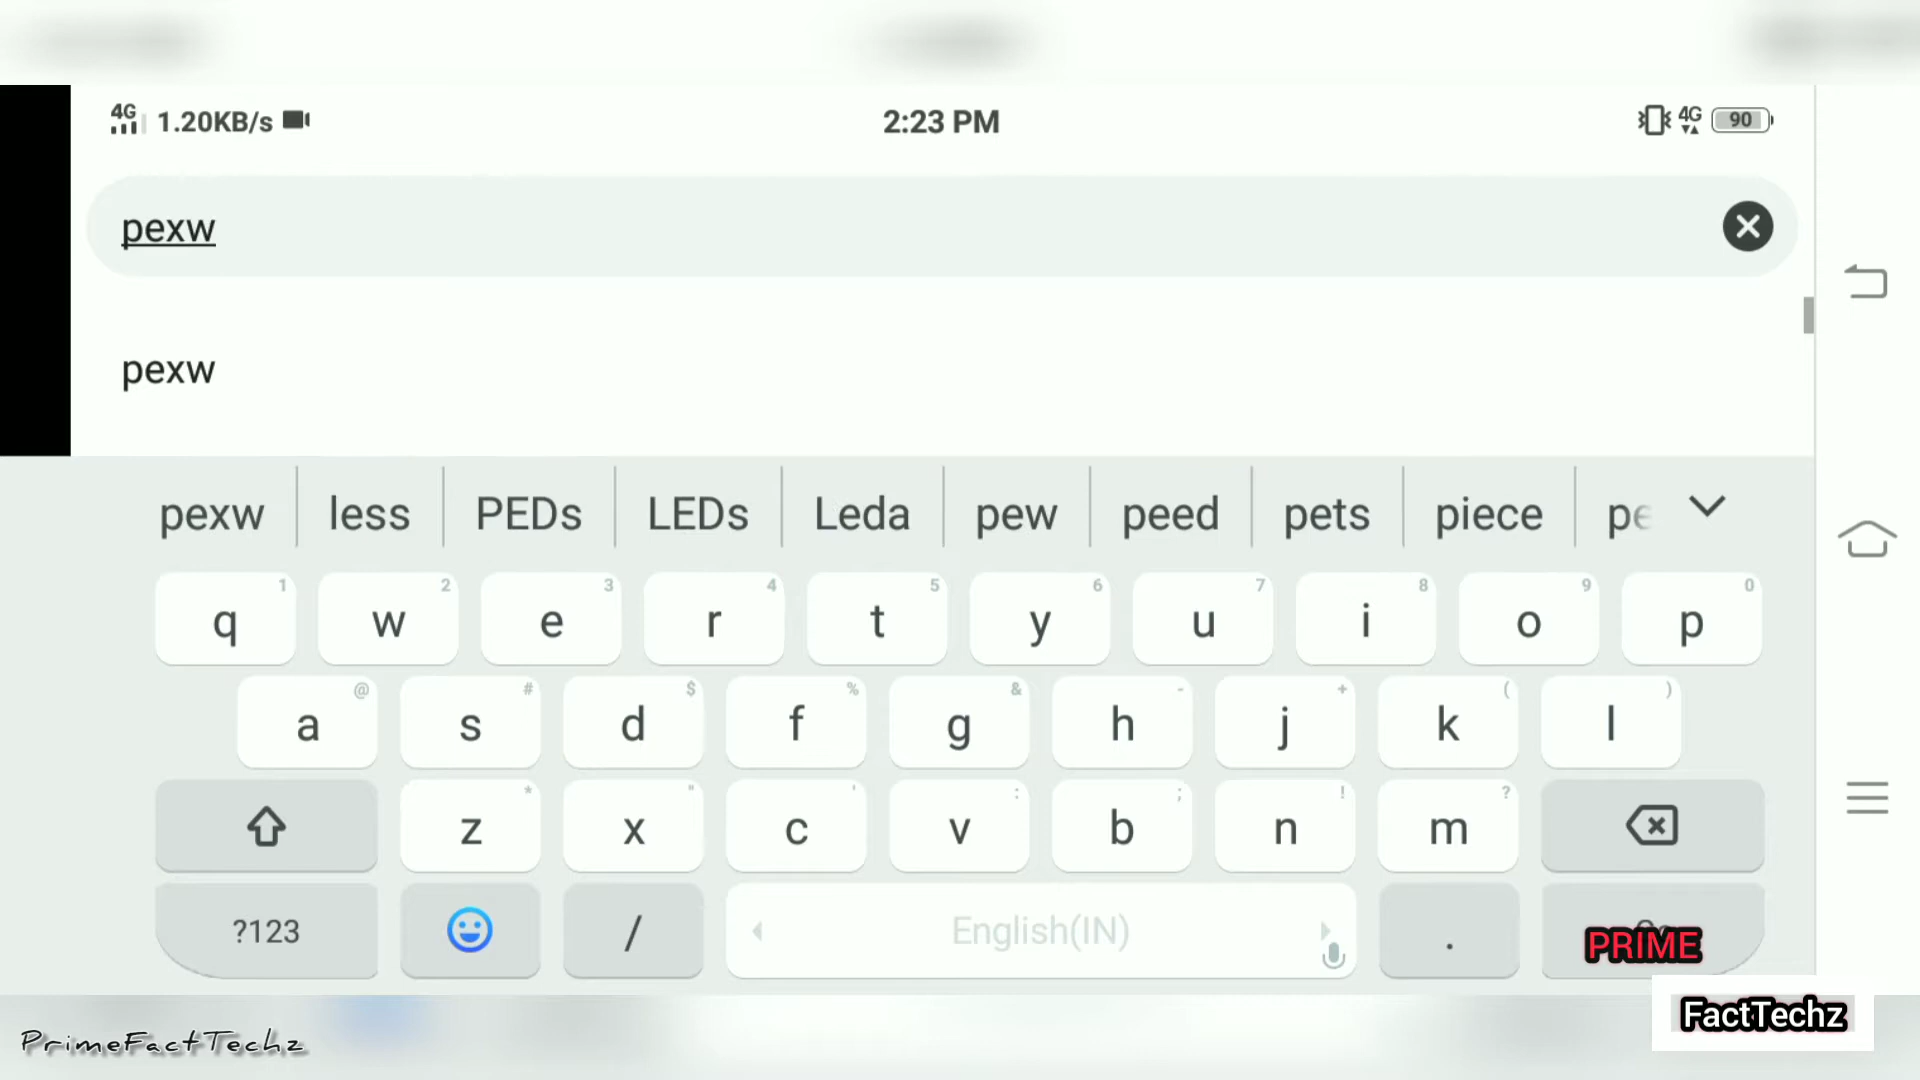 4G 1.20KB/s 2:23 PM 4G 90
pexw
pexw
pexw less PEDs LEDs Leda pew peed pets piece pe
1 2 3 4 5 6 7 8 9 0
q w e r t y u i o p
@ # $ % & - + ( )
a s d f g h j k l
* " ' : ; ! ?
z x c v b n m
?123 / English(IN) .
PRIME
FactTechz
PrimeFactTechz